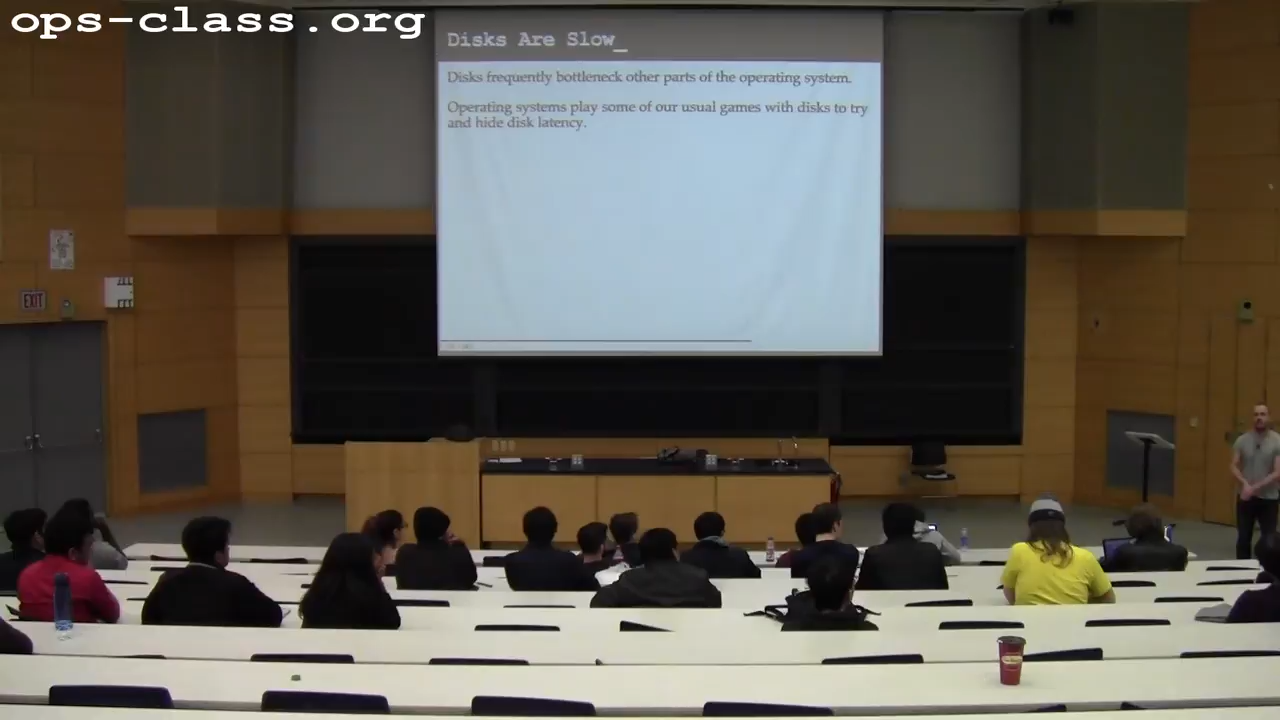 ops-class.org
Disks Are Slow_
Disks frequently bottleneck other parts of the operating system.
Operating systems play some of our usual games with disks to try
and hide disk latency.
EXIT